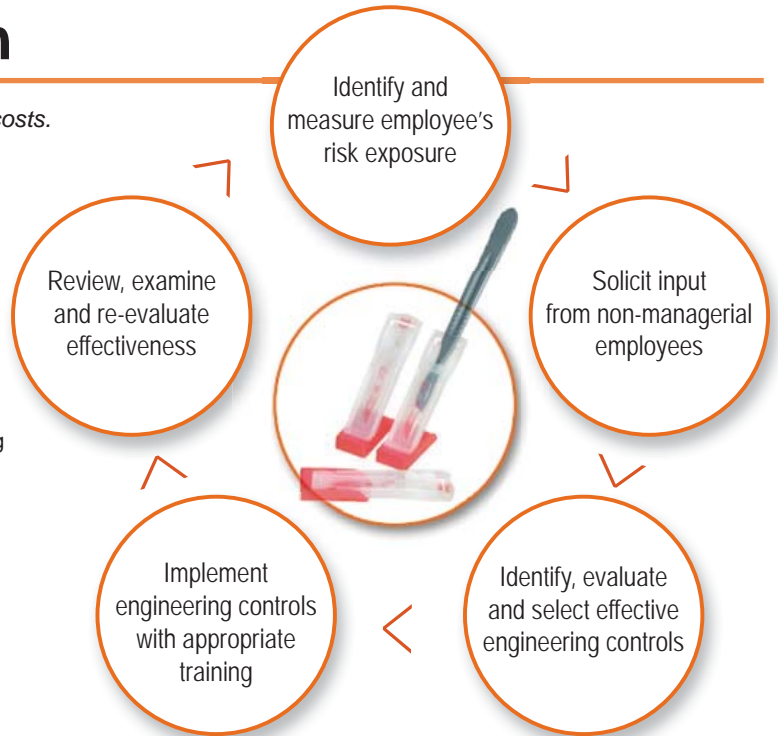 n
costs.
Identify and
measure employee's
risk exposure
Solicit input
from non-managerial
employees
Identify, evaluate
and select effective
engineering controls
Implement
engineering controls
with appropriate
training
Review, examine
and re-evaluate
effectiveness
g